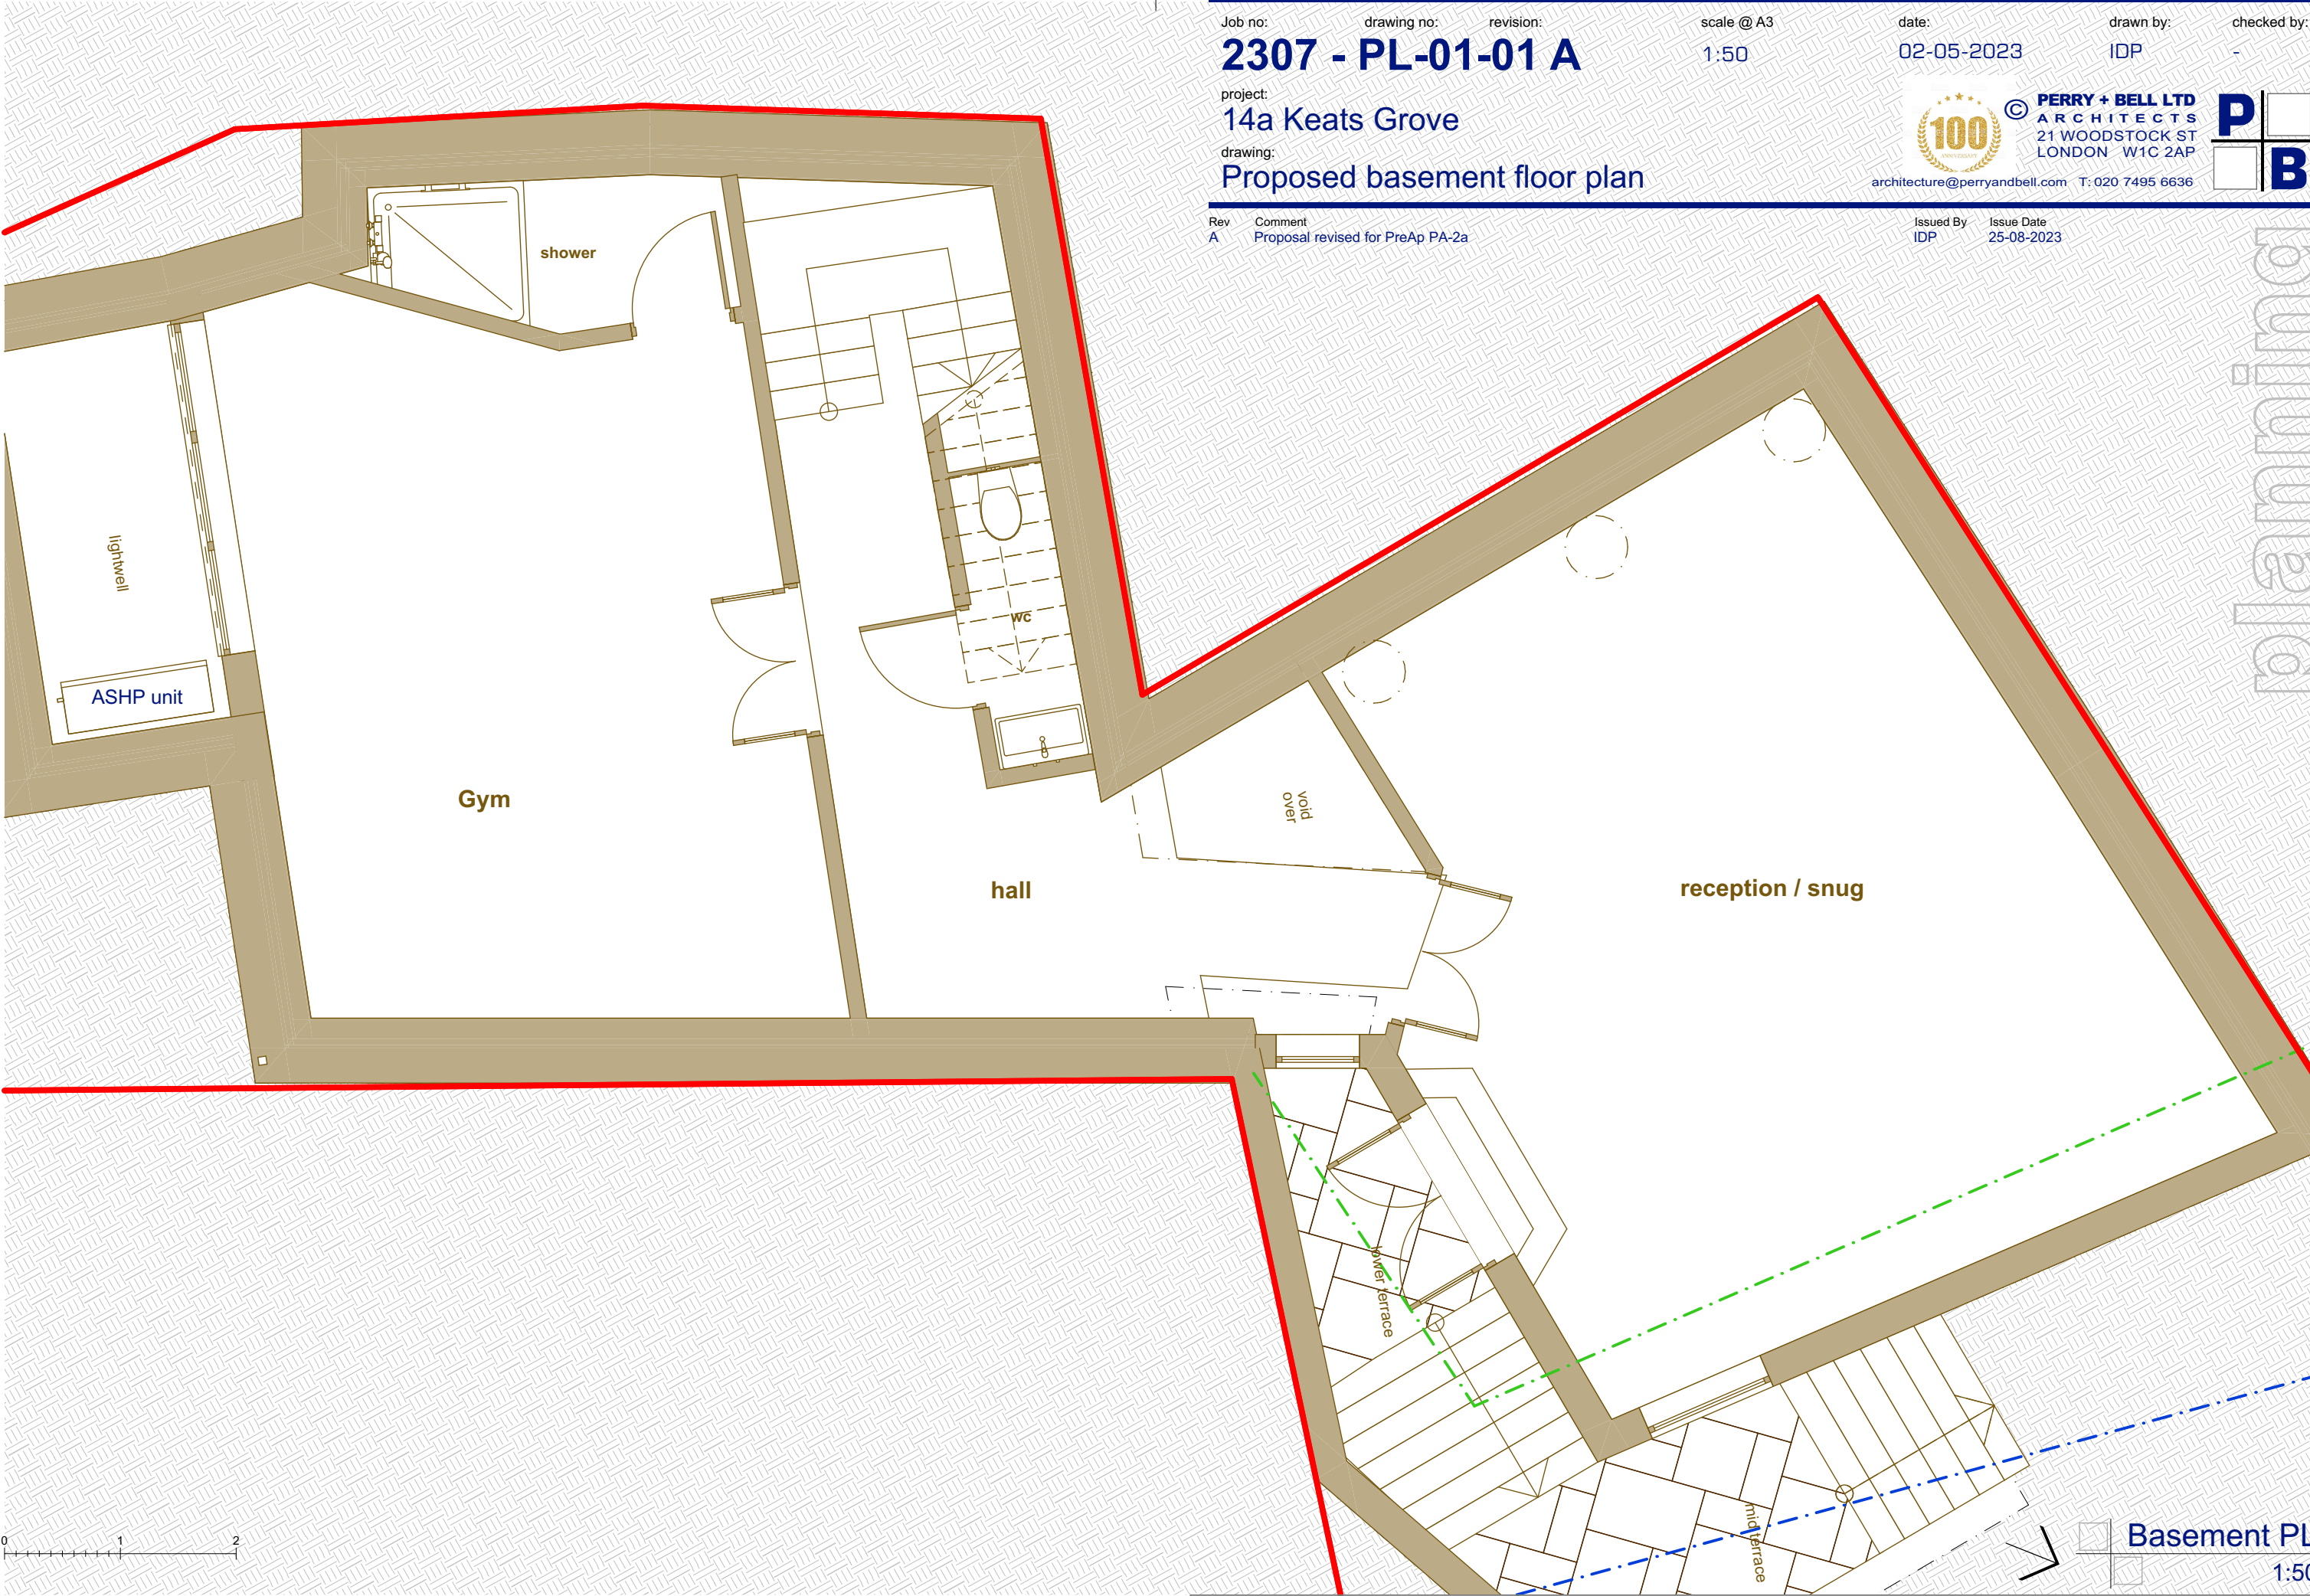 Job no: drawing no: revision: scale @ A3 date: drawn by: checked by:
2307 - PL-01-01 A 1:50 02-05-2023 IDP -
project:
14a Keats Grove
drawing:
Proposed basement floor plan
100
© PERRY + BELL LTD
ARCHITECTS
21 WOODSTOCK ST
LONDON W1C 2AP
architecture@perryandbell.com T: 020 7495 6636
P
B
Rev Comment Issued By Issue Date
A Proposal revised for PreAp PA-2a IDP 25-08-2023
planning
shower
lightwell
ASHP unit
wc
Gym
void
over
hall
reception / snug
lower terrace
mid terrace
0 1 2
Basement PL
1:50